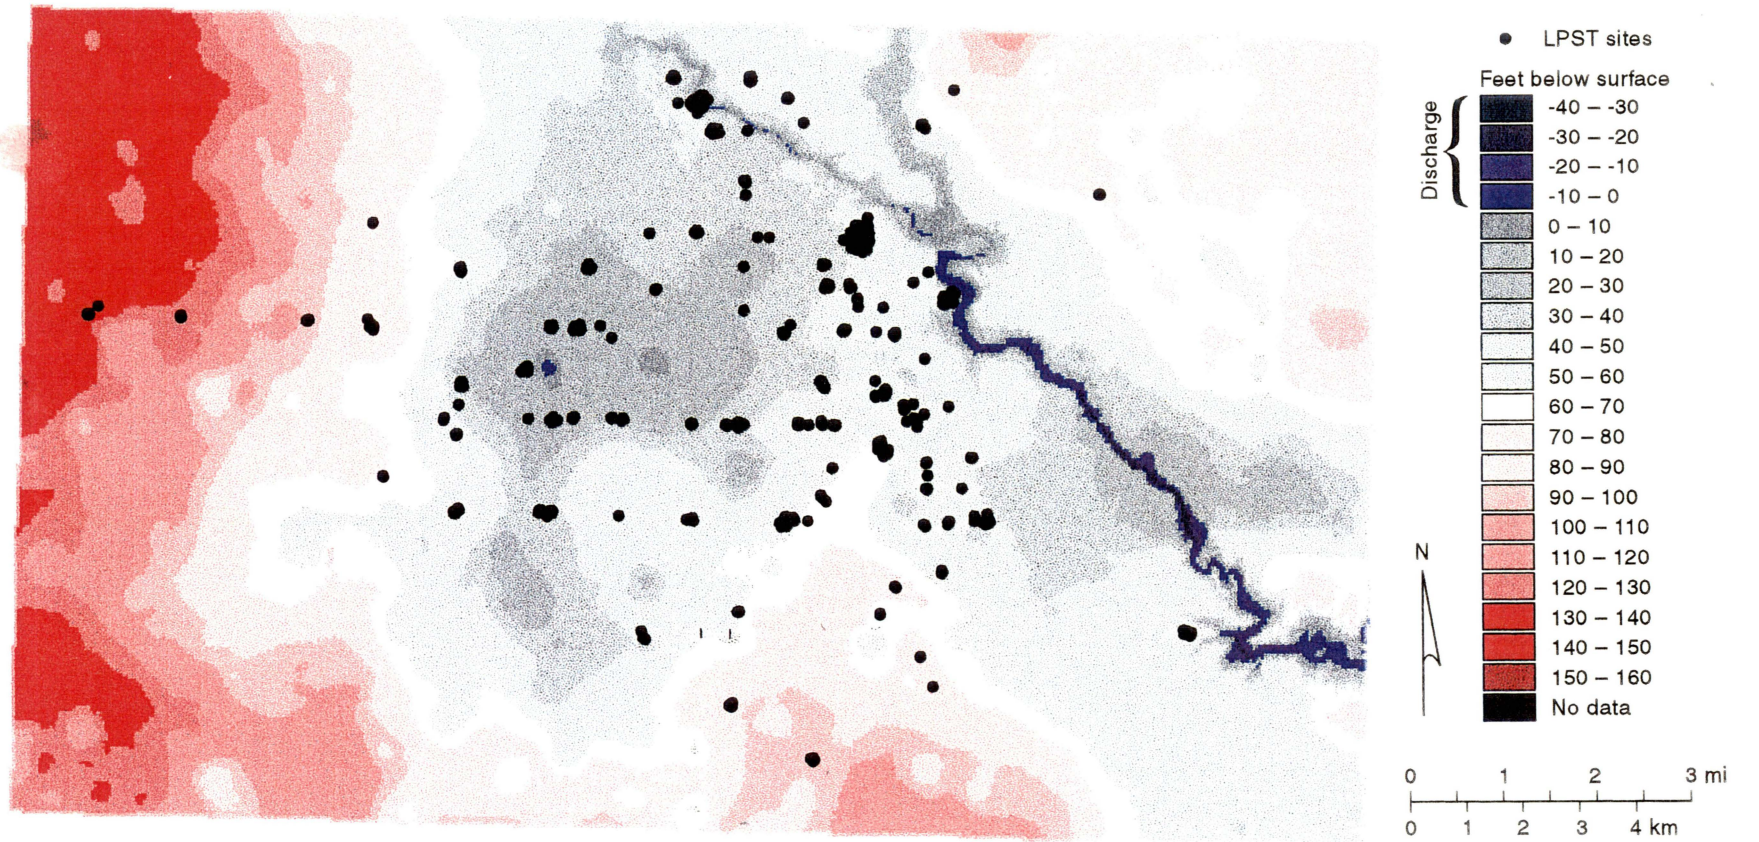 LPST sites
Feet below surface
Discharge
-40 – -30
-30 – -20
-20 – -10
-10 – 0
0 – 10
10 – 20
20 – 30
30 – 40
40 – 50
50 – 60
60 – 70
70 – 80
80 – 90
90 – 100
100 – 110
110 – 120
120 – 130
130 – 140
140 – 150
150 – 160
No data
N
0 1 2 3 mi
0 1 2 3 4 km